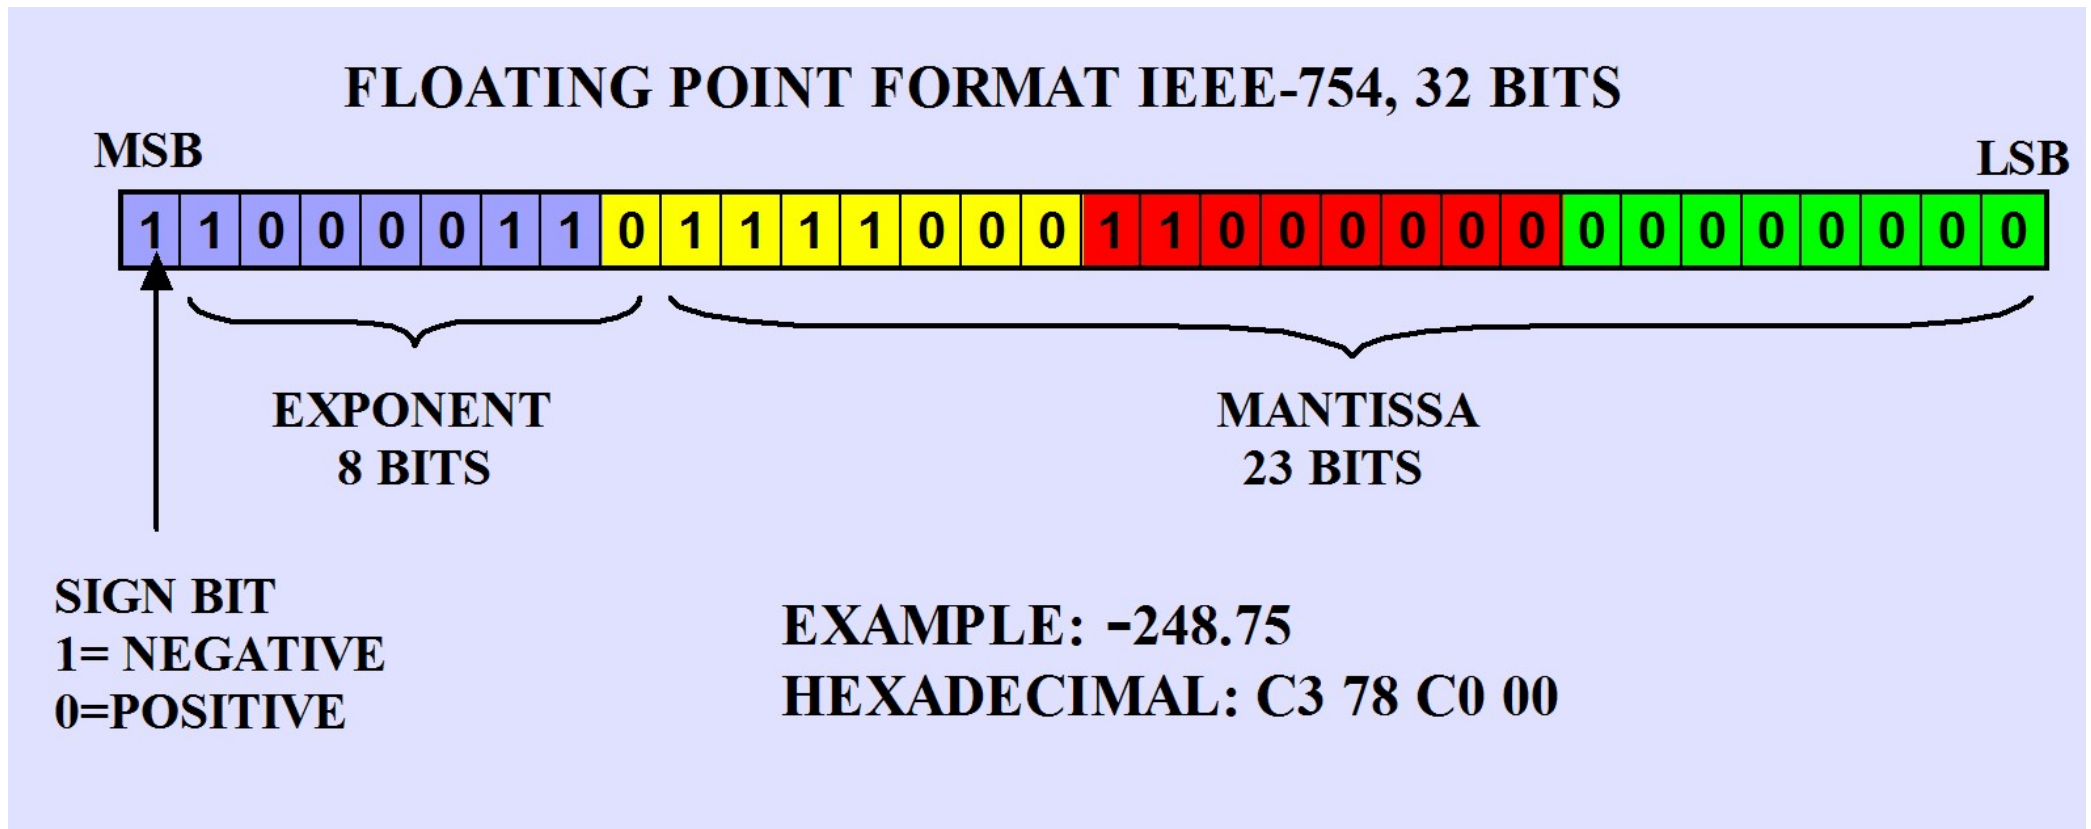 FLOATING POINT FORMAT IEEE-754, 32 BITS
MSB
LSB
1 1 0 0 0 0 1 1 0 1 1 1 1 0 0 0 1 1 0 0 0 0 0 0 0 0 0 0 0 0 0 0
EXPONENT
8 BITS
MANTISSA
23 BITS
SIGN BIT
1= NEGATIVE
0=POSITIVE
EXAMPLE: -248.75
HEXADECIMAL: C3 78 C0 00